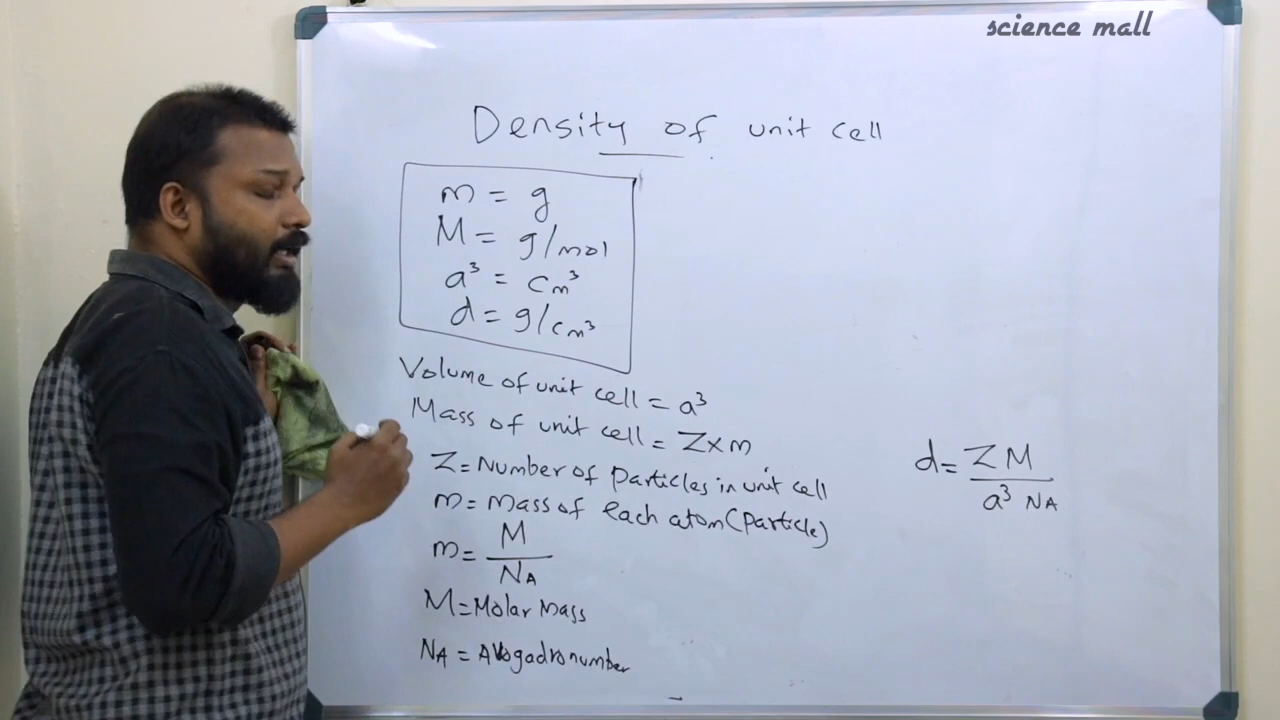 science mall
Density of unit cell
m = g
M = g/mol
a³ = cm³
d = g/cm³
Volume of unit cell = a³
Mass of unit cell = Z×m
Z = Number of Particles in unit cell
m = Mass of each atom (Particle)
m = M/NA
M = Molar Mass
NA = Avogadro number
d = ZM/a³ NA